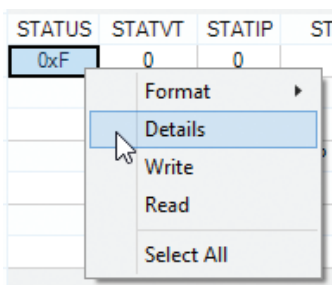 STATUS STATVT STATIP ST
0xF 0 0
Format
Details
Write
Read
Select All